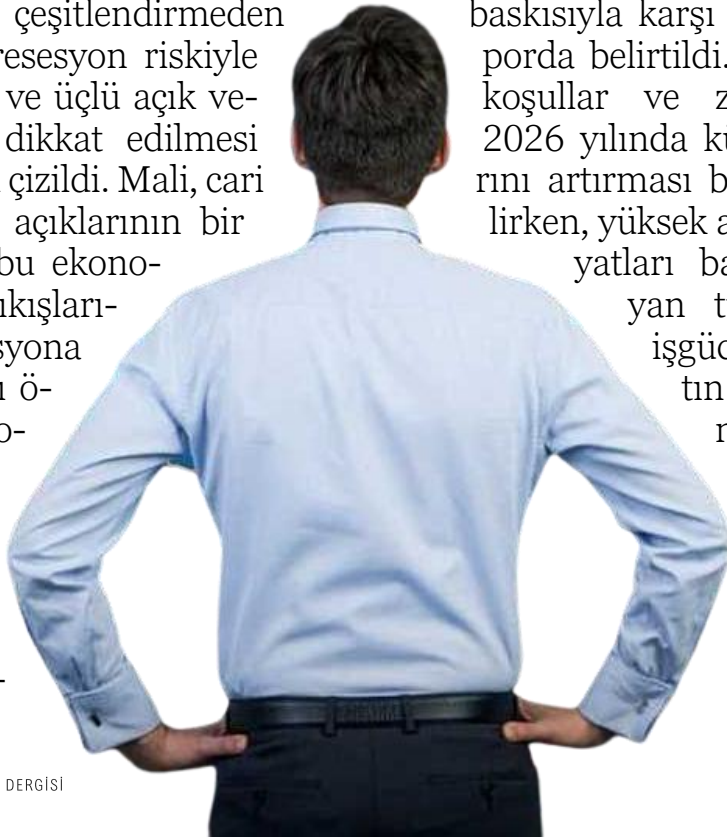 çeşitlendirmeden
resesyon riskiyle
ve üçlü açık ve-
dikkat edilmesi
çizildi. Mali, cari
açıklarının bir
bu ekono-
ıkışları-
syona
ı ö-
o-
-
baskısıyla karşı
porda belirtildi.
koşullar ve z
2026 yılında kü
rını artırması b
lirken, yüksek a
yatları ba
yan t
işgüc
tın
DERGİSİ